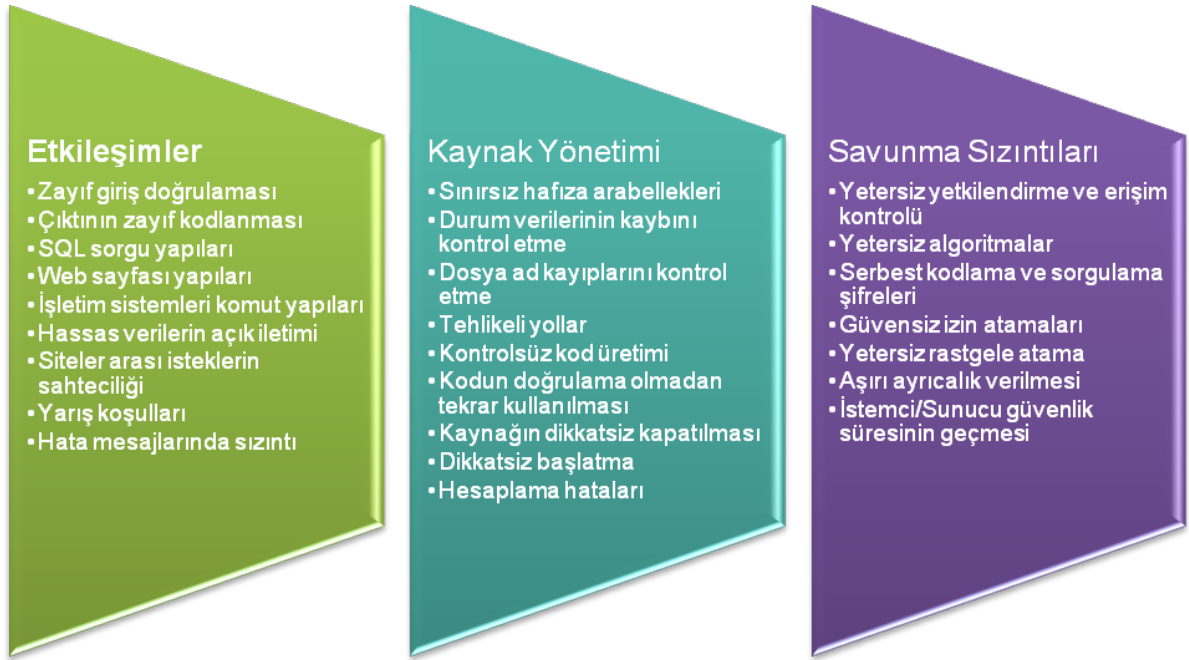 Etkileşimler
•Zayıf giriş doğrulaması
•Çıktının zayıf kodlanması
•SQL sorgu yapıları
•Web sayfası yapıları
•İşletim sistemleri komut yapıları
•Hassas verilerin açık iletimi
•Siteler arası isteklerin
sahteciliği
•Yarış koşulları
•Hata mesajlarında sızıntı
Kaynak Yönetimi
•Sınırsız hafıza arabellekleri
•Durum verilerinin kaybını
kontrol etme
•Dosya ad kayıplarını kontrol
etme
•Tehlikeli yollar
•Kontrolsüz kod üretimi
•Kodun doğrulama olmadan
tekrar kullanılması
•Kaynağın dikkatsiz kapatılması
•Dikkatsiz başlatma
•Hesaplama hataları
Savunma Sızıntıları
•Yetersiz yetkilendirme ve erişim
kontrolü
•Yetersiz algoritmalar
•Serbest kodlama ve sorgulama
şifreleri
•Güvensiz izin atamaları
•Yetersiz rastgele atama
•Aşırı ayrıcalık verilmesi
•İstemci/Sunucu güvenlik
süresinin geçmesi